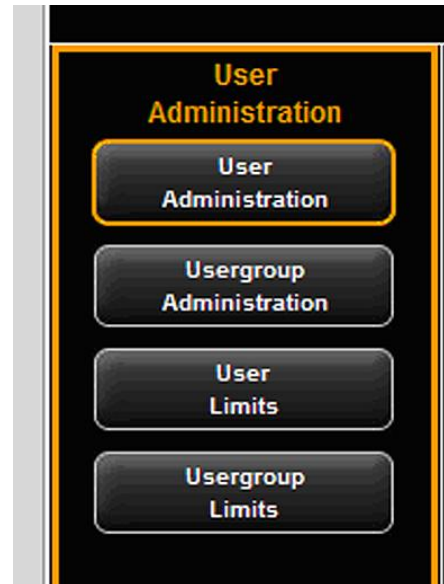 User
Administration
User
Administration
Usergroup
Administration
User
Limits
Usergroup
Limits